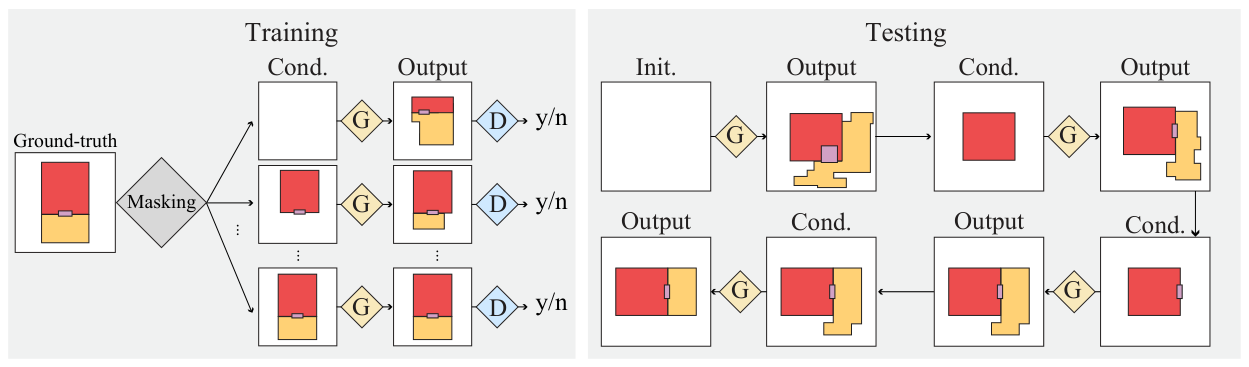 Training
Cond.
Output
Ground-truth
Masking
G
D
y/n
G
D
y/n
⋮
⋮
⋮
G
D
y/n
Testing
Init.
Output
Cond.
Output
G
G
Output
Cond.
Output
Cond.
G
G